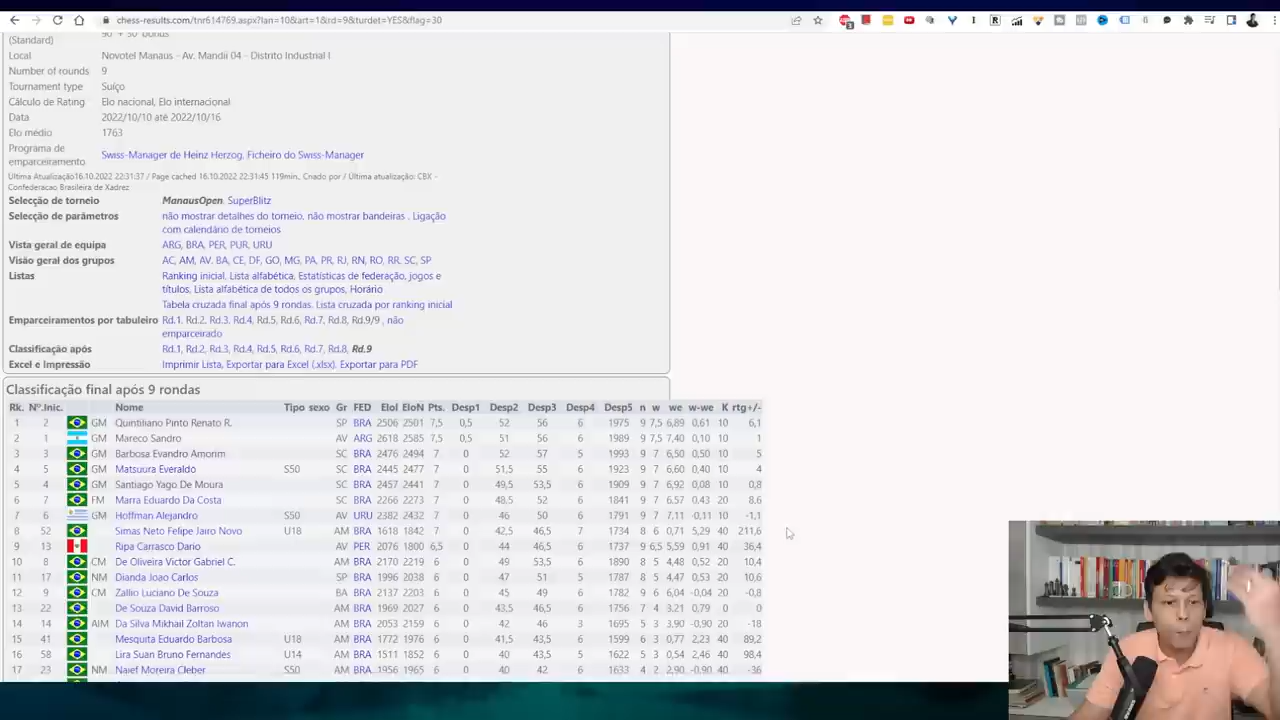 chess-results.com/tnr614769.aspx?lan=10&art=1&rd=9&turdet=YES&flag=30
(Standard) 90' + 30' bonus
Local Novotel Manaus - Av. Mandii 04 - Distrito Industrial I
Number of rounds 9
Tournament type Suíço
Cálculo de Rating Elo nacional, Elo internacional
Data 2022/10/10 até 2022/10/16
Elo médio 1763
Programa de emparceiramento Swiss-Manager de Heinz Herzog, Ficheiro do Swiss-Manager
Última Atualização16.10.2022 22:31:37 / Page cached 16.10.2022 22:31:45 119min., Criado por / Última atualização: CBX -
Confederacao Brasileira de Xadrez
Selecção de torneio ManausOpen, SuperBlitz
Selecção de parâmetros não mostrar detalhes do torneio, não mostrar bandeiras , Ligação
com calendário de torneios
Vista geral de equipa ARG, BRA, PER, PUR, URU
Visão geral dos grupos AC, AM, AV, BA, CE, DF, GO, MG, PA, PR, RJ, RN, RO, RR, SC, SP
Listas Ranking inicial, Lista alfabética, Estatísticas de federação, jogos e
títulos, Lista alfabética de todos os grupos, Horário
Tabela cruzada final após 9 rondas, Lista cruzada por ranking inicial
Emparceiramentos por tabuleiro Rd.1, Rd.2, Rd.3, Rd.4, Rd.5, Rd.6, Rd.7, Rd.8, Rd.9/9 , não
emparceirado
Classificação após Rd.1, Rd.2, Rd.3, Rd.4, Rd.5, Rd.6, Rd.7, Rd.8, Rd.9
Excel e Impressão Imprimir Lista, Exportar para Excel (.xlsx), Exportar para PDF
Classificação final após 9 rondas
Rk. Nº.Inic. Nome Tipo sexo Gr FED EloI EloN Pts. Desp1 Desp2 Desp3 Desp4 Desp5 n w we w-we K rtg+/-
1 2 GM Quintiliano Pinto Renato R. SP BRA 2506 2501 7,5 0,5 52 56 6 1975 9 7,5 6,89 0,61 10 6,1
2 1 GM Mareco Sandro AV ARG 2618 2585 7,5 0,5 51 56 6 1989 9 7,5 7,40 0,10 10 1
3 3 GM Barbosa Evandro Amorim SC BRA 2476 2494 7 0 52 57 5 1993 9 7 6,50 0,50 10 5
4 5 GM Matsuura Everaldo S50 SC BRA 2445 2477 7 0 51,5 55 6 1923 9 7 6,60 0,40 10 4
5 4 GM Santiago Yago De Moura SC BRA 2457 2441 7 0 49,5 53,5 6 1909 9 7 6,92 0,08 10 0,8
6 7 FM Marra Eduardo Da Costa SC BRA 2266 2273 7 0 48,5 52 6 1841 9 7 6,57 0,43 20 8,6
7 6 GM Hoffman Alejandro S50 AV URU 2382 2432 7 0 46 50 6 1791 9 7 7,11 -0,11 10 -1,1
8 52 Simas Neto Felipe Jairo Novo U18 AM BRA 1618 1842 7 0 42,5 46,5 7 1734 8 6 0,71 5,29 40 211,6
9 13 Ripa Carrasco Dario AV PER 2076 1800 6,5 0 44 46,5 6 1737 9 6,5 5,59 0,91 40 36,4
10 8 CM De Oliveira Victor Gabriel C. AM BRA 2170 2219 6 0 49 53,5 6 1890 8 5 4,48 0,52 20 10,4
11 17 NM Dianda Joao Carlos SP BRA 1996 2038 6 0 47 51 5 1787 8 5 4,47 0,53 20 10,6
12 9 CM Zallio Luciano De Souza BA BRA 2137 2203 6 0 45 49 6 1782 9 6 6,04 -0,04 20 -0,8
13 22 De Souza David Barroso AM BRA 1969 2027 6 0 43,5 46,5 6 1756 7 4 3,21 0,79 0 0
14 14 AIM Da Silva Mikhail Zoltan Iwanon AM BRA 2053 2159 6 0 42 46 3 1695 5 3 3,90 -0,90 20 -18
15 41 Mesquita Eduardo Barbosa U18 AM BRA 1772 1976 6 0 41,5 43,5 6 1599 6 3 0,77 2,23 40 89,2
16 58 Lira Suan Bruno Fernandes U14 AM BRA 1511 1852 6 0 40 43,5 5 1622 5 3 0,54 2,46 40 98,4
17 23 NM Naief Moreira Cleber S50 AM BRA 1956 1965 6 0 40 42 6 1633 4 2 2,90 -0,90 40 -36